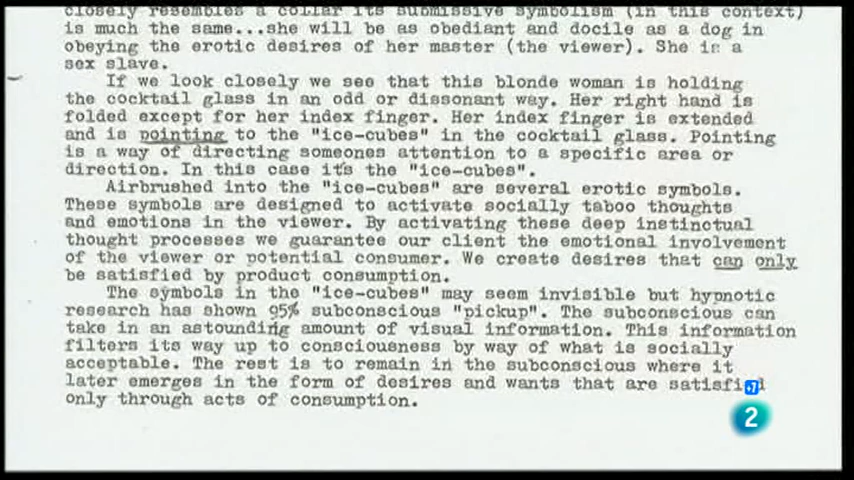 closely resembles a collar its submissive symbolism (in this context)
is much the same...she will be as obediant and docile as a dog in
obeying the erotic desires of her master (the viewer). She is a
sex slave.
If we look closely we see that this blonde woman is holding
the cocktail glass in an odd or dissonant way. Her right hand is
folded except for her index finger. Her index finger is extended
and is pointing to the "ice-cubes" in the cocktail glass. Pointing
is a way of directing someones attention to a specific area or
direction. In this case it's the "ice-cubes".
Airbrushed into the "ice-cubes" are several erotic symbols.
These symbols are designed to activate socially taboo thoughts
and emotions in the viewer. By activating these deep instinctual
thought processes we guarantee our client the emotional involvement
of the viewer or potential consumer. We create desires that can only
be satisfied by product consumption.
The symbols in the "ice-cubes" may seem invisible but hypnotic
research has shown 95% subconscious "pickup". The subconscious can
take in an astounding amount of visual information. This information
filters its way up to consciousness by way of what is socially
acceptable. The rest is to remain in the subconscious where it
later emerges in the form of desires and wants that are satisfied
only through acts of consumption.
+7
2